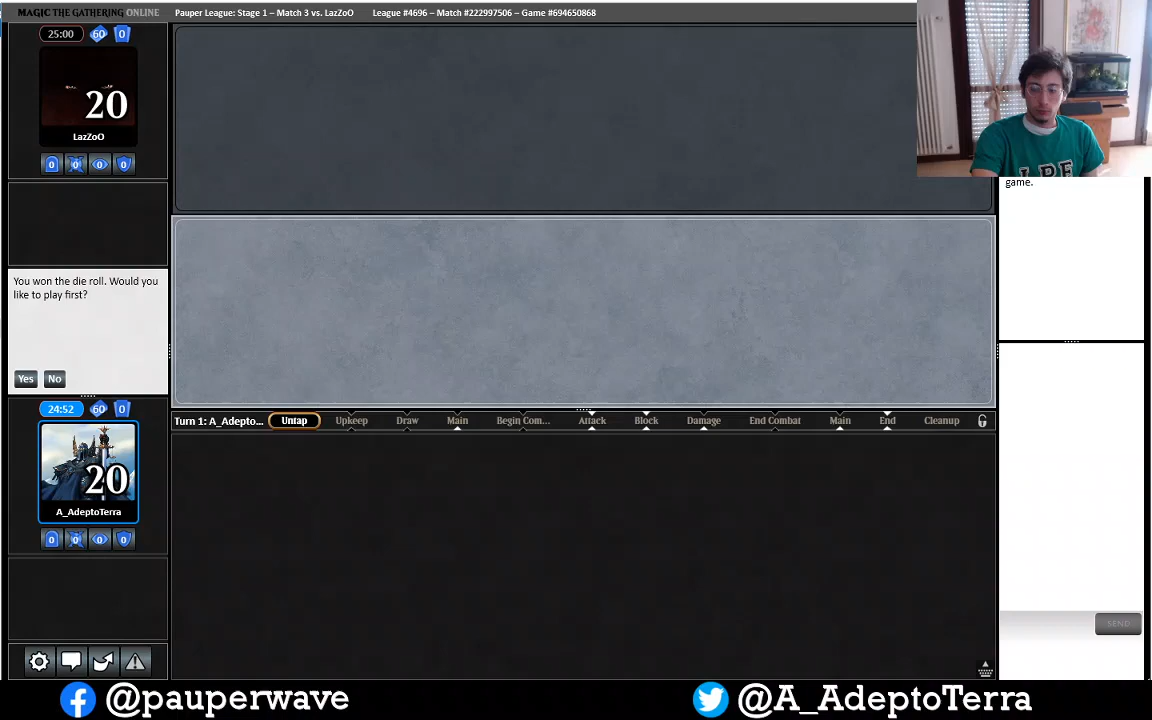 MAGIC THE GATHERING ONLINE
Pauper League: Stage 1 – Match 3 vs. LazZoO
League #4696 – Match #222997506 – Game #694650868
25:00
60
0
20
LazZoO
0
0
0
0
game.
You won the die roll. Would you
like to play first?
Yes
No
24:52
60
0
20
A_AdeptoTerra
0
0
0
0
Turn 1: A_Adepto...
Untap
Upkeep
Draw
Main
Begin Com...
Attack
Block
Damage
End Combat
Main
End
Cleanup
SEND
@pauperwave
@A_AdeptoTerra